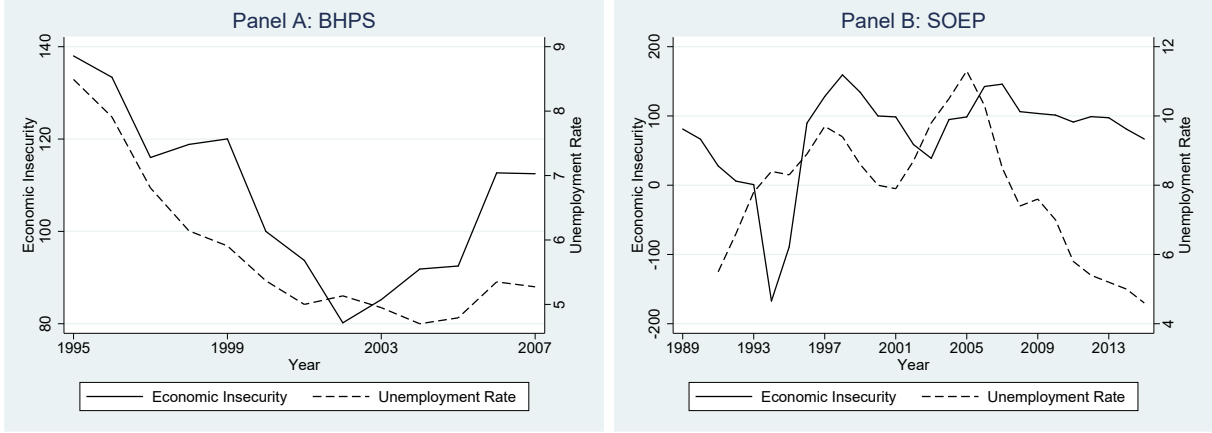 Panel A: BHPS
Economic Insecurity
140
120
100
80
9
8
7
6
5
Unemployment Rate
1995
1999
2003
2007
Year
Economic Insecurity
Unemployment Rate
Panel B: SOEP
Economic Insecurity
200
100
0
-100
-200
12
10
8
6
4
Unemployment Rate
1989
1993
1997
2001
2005
2009
2013
Year
Economic Insecurity
Unemployment Rate